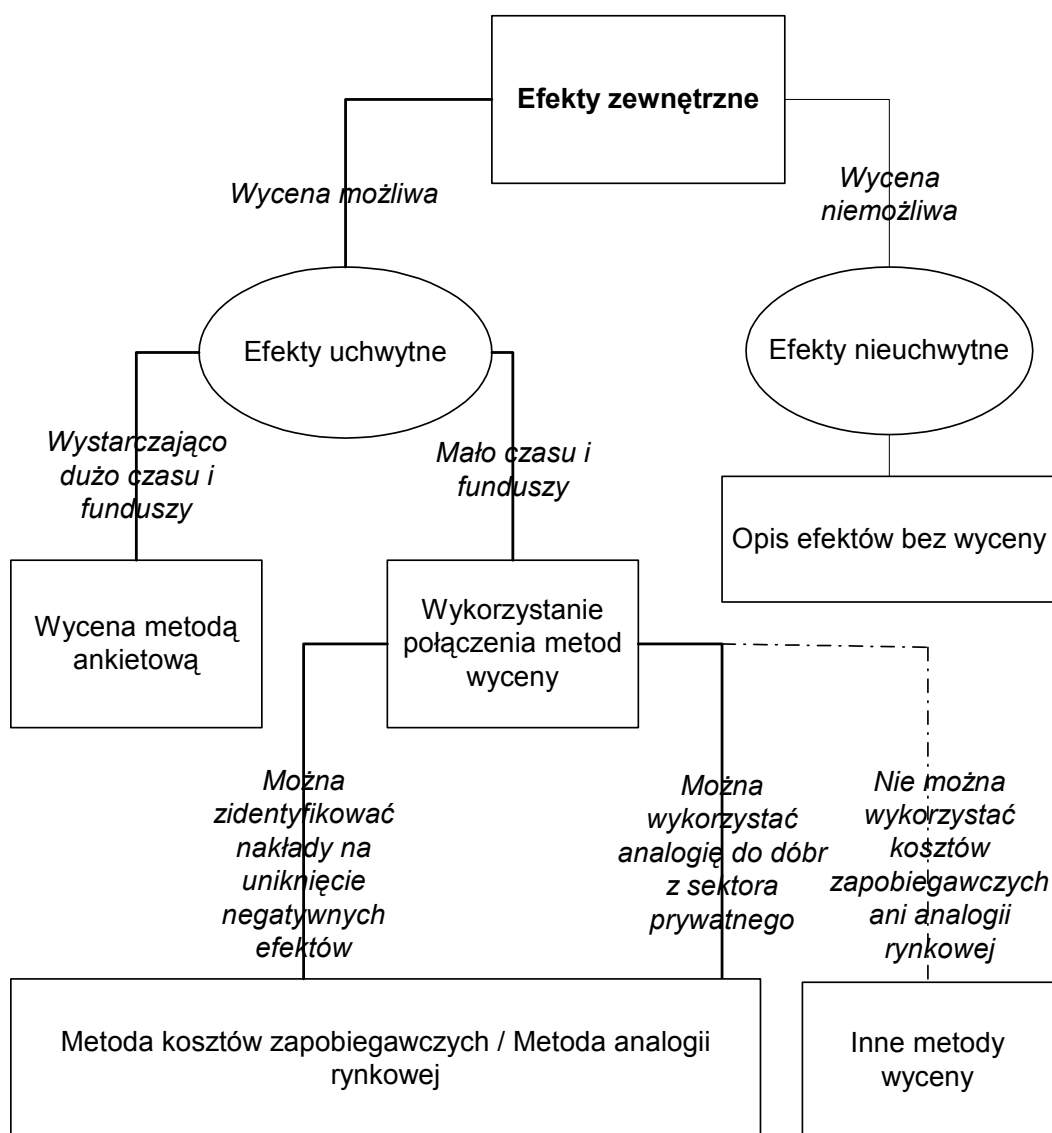 Efekty zewnętrzne
Wycena możliwa
Wycena
niemożliwa
Efekty uchwytne
Efekty nieuchwytne
Wystarczająco
dużo czasu i
funduszy
Mało czasu i
funduszy
Opis efektów bez wyceny
Wycena metodą
ankietową
Wykorzystanie
połączenia metod
wyceny
Można
zidentyfikować
nakłady na
uniknięcie
negatywnych
efektów
Można
wykorzystać
analogię do dóbr
z sektora
prywatnego
Nie można
wykorzystać
kosztów
zapobiegawczych
ani analogii
rynkowej
Metoda kosztów zapobiegawczych / Metoda analogii
rynkowej
Inne metody
wyceny